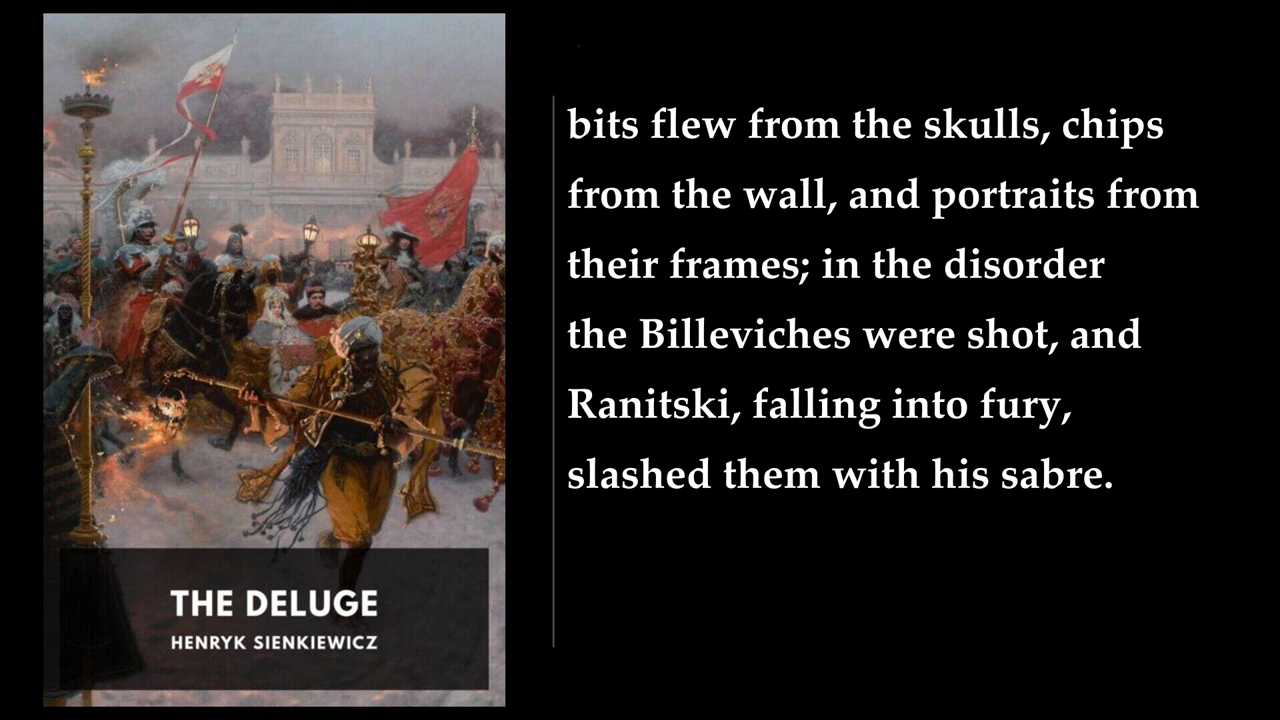 bits flew from the skulls, chips
from the wall, and portraits from
their frames; in the disorder
the Billeviches were shot, and
Ranitski, falling into fury,
slashed them with his sabre.
THE DELUGE
HENRYK SIENKIEWICZ